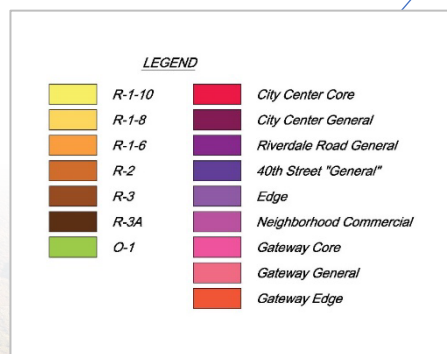 LEGEND
R-1-10
R-1-8
R-1-6
R-2
R-3
R-3A
O-1
City Center Core
City Center General
Riverdale Road General
40th Street "General"
Edge
Neighborhood Commercial
Gateway Core
Gateway General
Gateway Edge